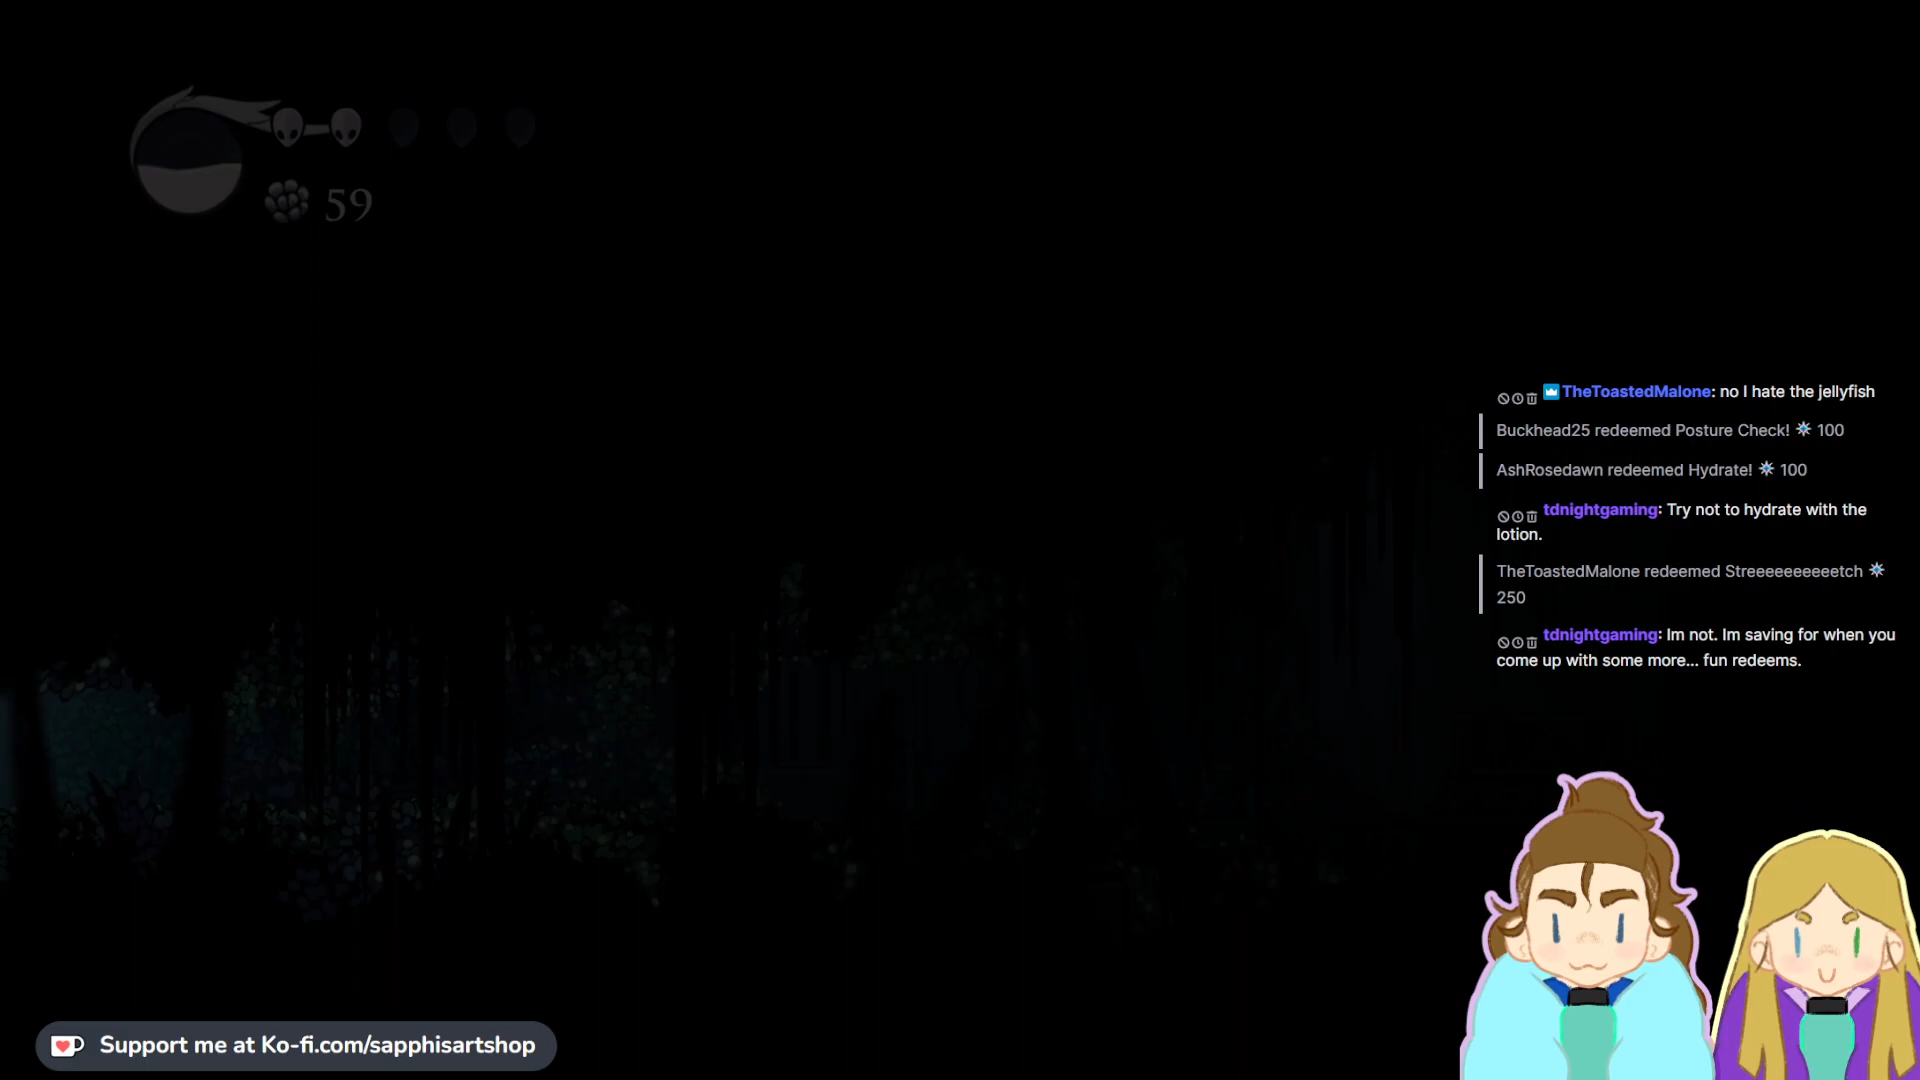 59
TheToastedMalone: no I hate the jellyfish
Buckhead25 redeemed Posture Check! 100
AshRosedawn redeemed Hydrate! 100
tdnightgaming: Try not to hydrate with the
lotion.
TheToastedMalone redeemed Streeeeeeeeeetch
250
tdnightgaming: Im not. Im saving for when you
come up with some more... fun redeems.
Support me at Ko-fi.com/sapphisartshop